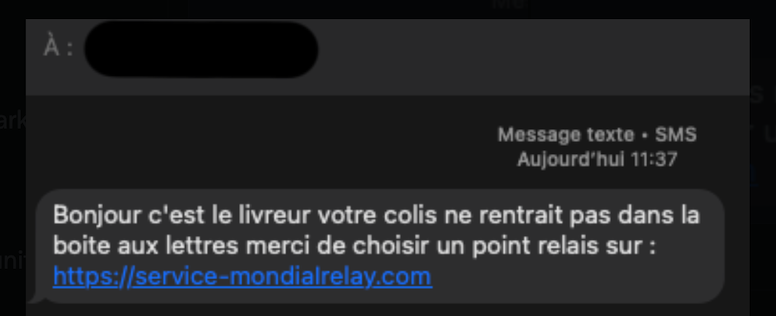 À :
Message texte • SMS
Aujourd'hui 11:37
Bonjour c'est le livreur votre colis ne rentrait pas dans la
boite aux lettres merci de choisir un point relais sur :
https://service-mondialrelay.com